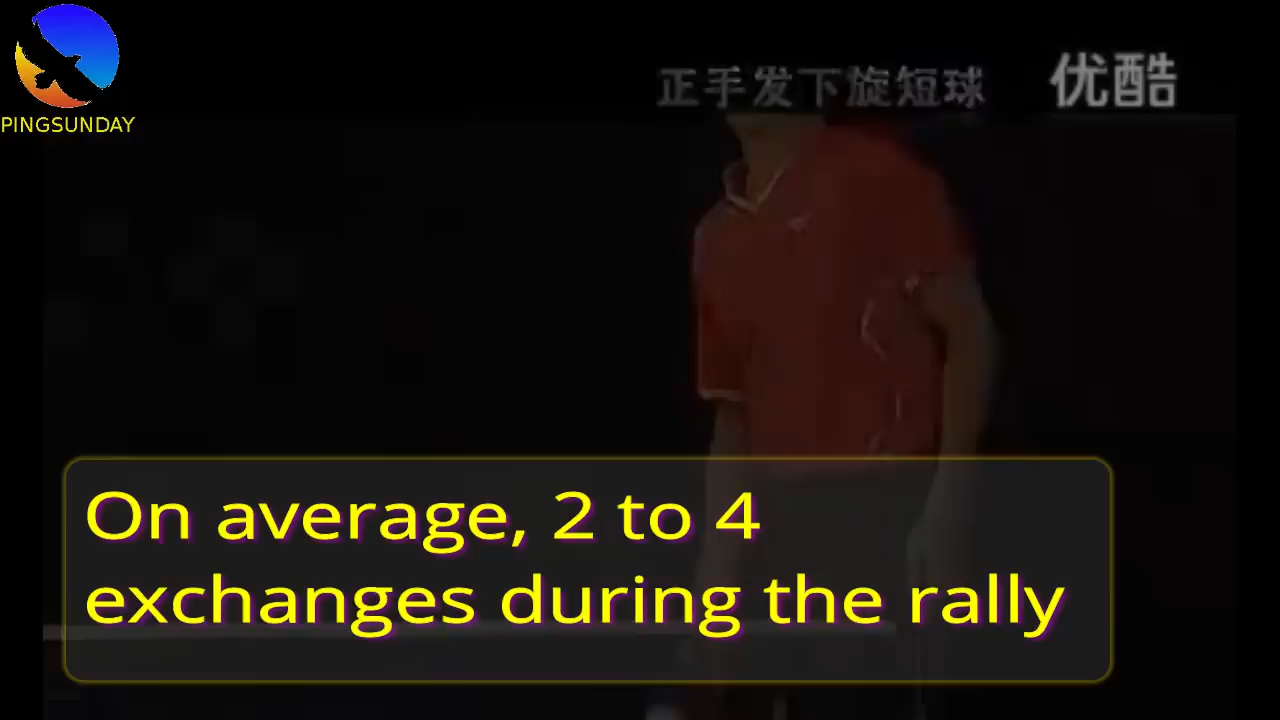 正手发下旋短球
优酷
PINGSUNDAY
On average, 2 to 4
exchanges during the rally